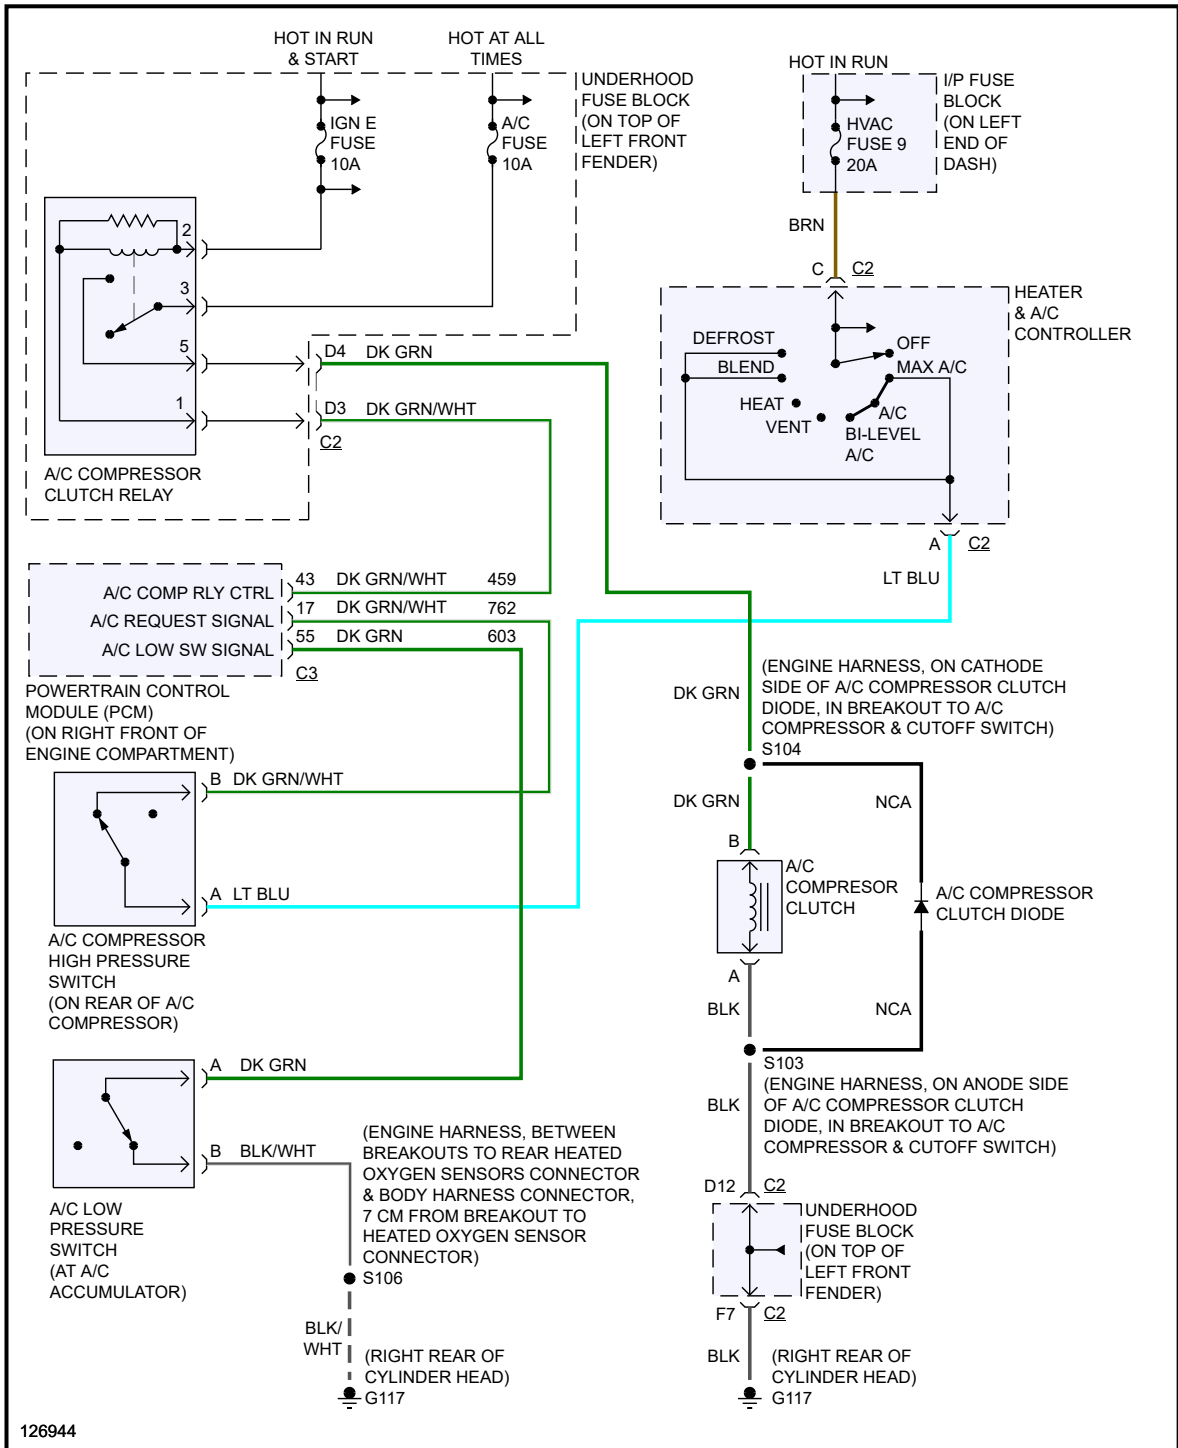 HOT IN RUN
& START
HOT AT ALL
TIMES
HOT IN RUN
UNDERHOOD
FUSE BLOCK
(ON TOP OF
LEFT FRONT
FENDER)
I/P FUSE
BLOCK
(ON LEFT
END OF
DASH)
IGN E
FUSE
10A
A/C
FUSE
10A
HVAC
FUSE 9
20A
BRN
C C2
2
3
5
1
D4 DK GRN
D3 DK GRN/WHT
C2
A/C COMPRESSOR
CLUTCH RELAY
HEATER
& A/C
CONTROLLER
DEFROST
BLEND
HEAT
VENT
OFF
MAX A/C
A/C
BI-LEVEL
A/C
A C2
LT BLU
A/C COMP RLY CTRL 43 DK GRN/WHT 459
A/C REQUEST SIGNAL 17 DK GRN/WHT 762
A/C LOW SW SIGNAL 55 DK GRN 603
C3
POWERTRAIN CONTROL
MODULE (PCM)
(ON RIGHT FRONT OF
ENGINE COMPARTMENT)
B DK GRN/WHT
A LT BLU
A/C COMPRESSOR
HIGH PRESSURE
SWITCH
(ON REAR OF A/C
COMPRESSOR)
DK GRN
(ENGINE HARNESS, ON CATHODE
SIDE OF A/C COMPRESSOR CLUTCH
DIODE, IN BREAKOUT TO A/C
COMPRESSOR & CUTOFF SWITCH)
S104
DK GRN
NCA
B
A/C
COMPRESOR
CLUTCH
A/C COMPRESSOR
CLUTCH DIODE
A
BLK
NCA
S103
(ENGINE HARNESS, ON ANODE SIDE
OF A/C COMPRESSOR CLUTCH
DIODE, IN BREAKOUT TO A/C
COMPRESSOR & CUTOFF SWITCH)
BLK
A DK GRN
B BLK/WHT
A/C LOW
PRESSURE
SWITCH
(AT A/C
ACCUMULATOR)
(ENGINE HARNESS, BETWEEN
BREAKOUTS TO REAR HEATED
OXYGEN SENSORS CONNECTOR
& BODY HARNESS CONNECTOR,
7 CM FROM BREAKOUT TO
HEATED OXYGEN SENSOR
CONNECTOR)
S106
BLK/
WHT
(RIGHT REAR OF
CYLINDER HEAD)
G117
D12 C2
UNDERHOOD
FUSE BLOCK
(ON TOP OF
LEFT FRONT
FENDER)
F7 C2
BLK
(RIGHT REAR OF
CYLINDER HEAD)
G117
126944